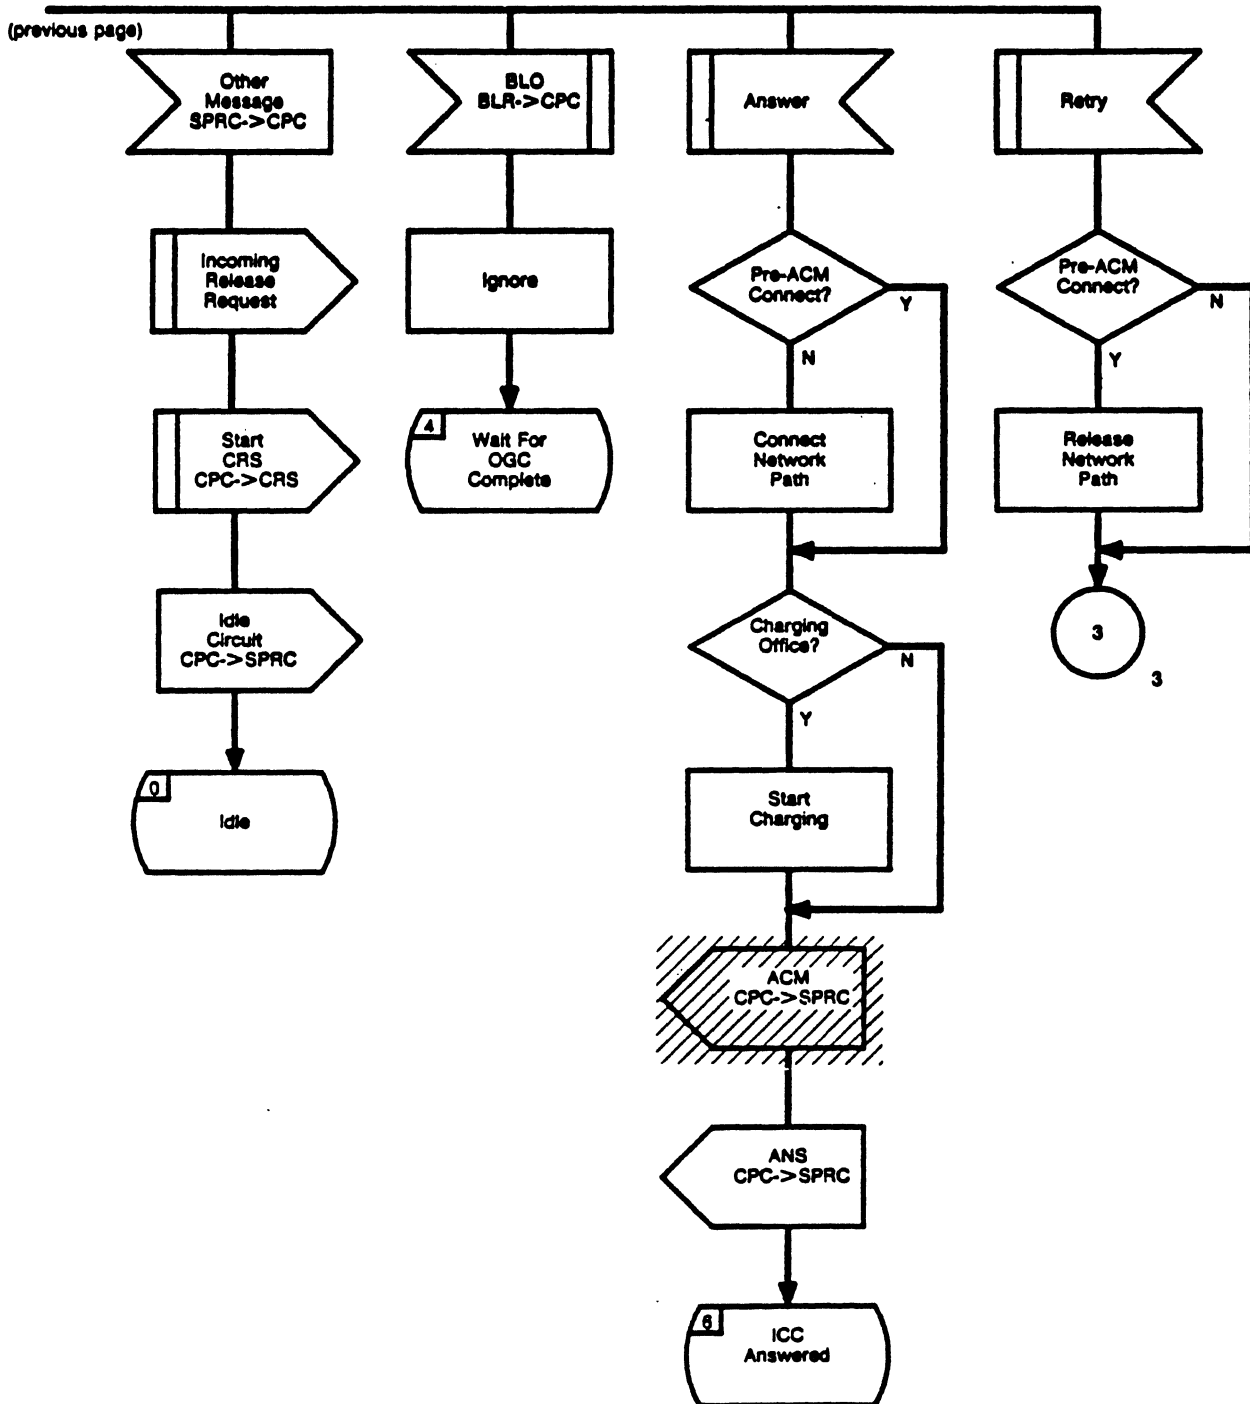 (previous page)
Other
Message
SPRC->CPC
BLO
BLR->CPC
Answer
Retry
Incoming
Release
Request
Ignore
Pre-ACM
Connect?
Y
N
Pre-ACM
Connect?
N
Y
Start
CRS
CPC->CRS
4
Wait For
OGC
Complete
Connect
Network
Path
Release
Network
Path
Idle
Circuit
CPC->SPRC
Charging
Office?
N
Y
3
3
0
Idle
Start
Charging
ACM
CPC->SPRC
ANS
CPC->SPRC
6
ICC
Answered